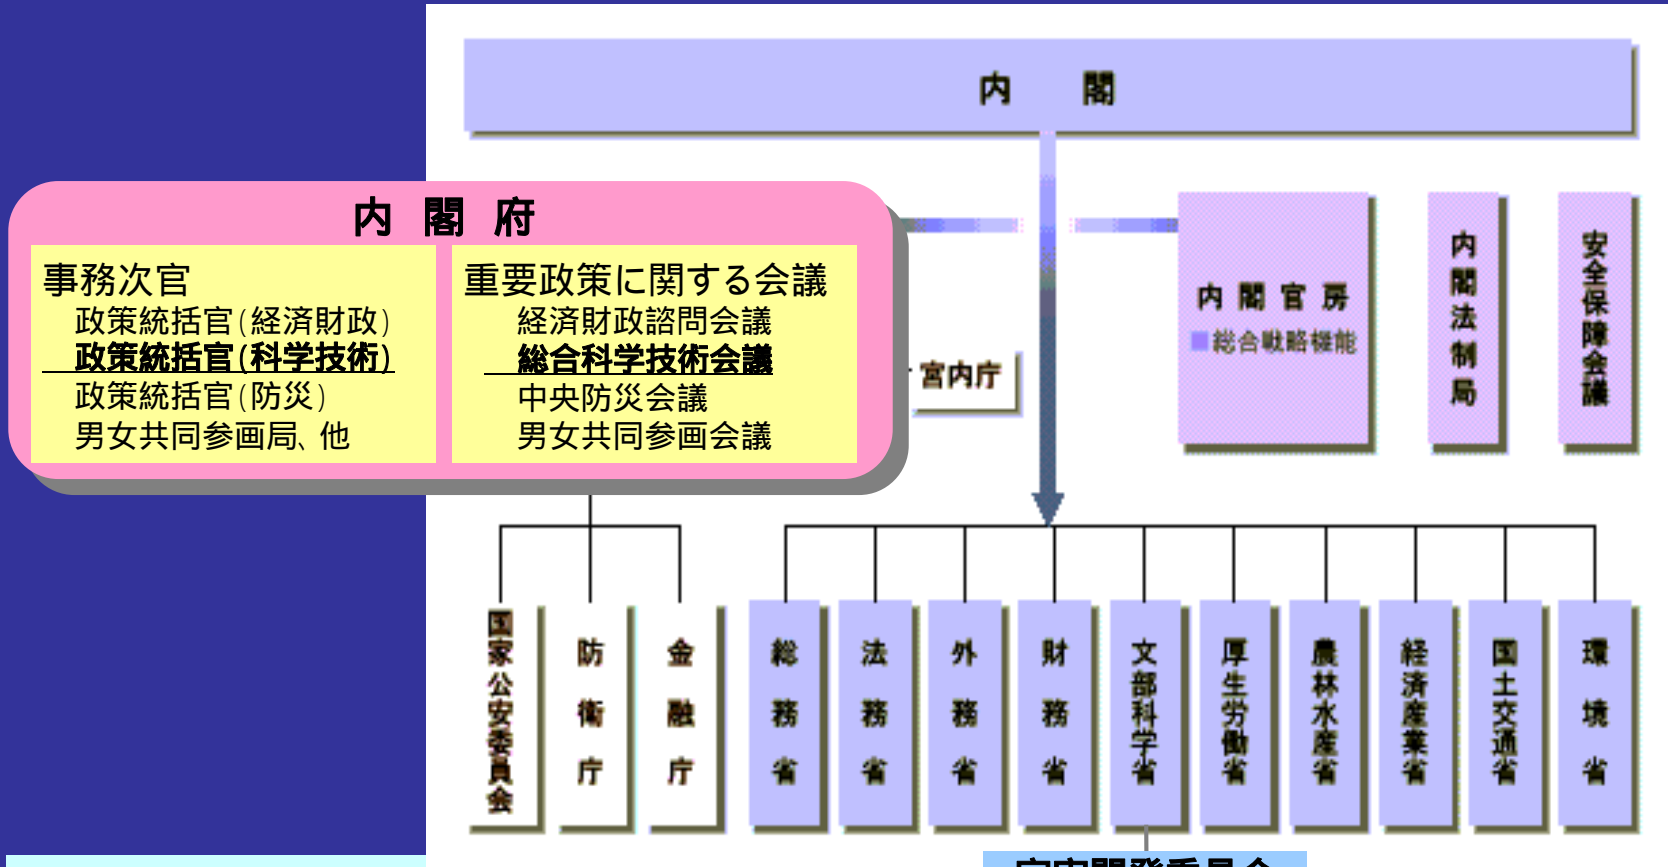 内 閣
内 閣 府
事務次官
政策統括官(経済財政)
政策統括官(科学技術)
政策統括官(防災)
男女共同参画局、他
重要政策に関する会議
経済財政諮問会議
総合科学技術会議
中央防災会議
男女共同参画会議
宮内庁
内 閣 官 房
■総合戦略機能
内閣法制局
安全保障会議
国家公安委員会
防衛庁
金融庁
総務省
法務省
外務省
財務省
文部科学省
厚生労働省
農林水産省
経済産業省
国土交通省
環境省
宇宙開発委員会